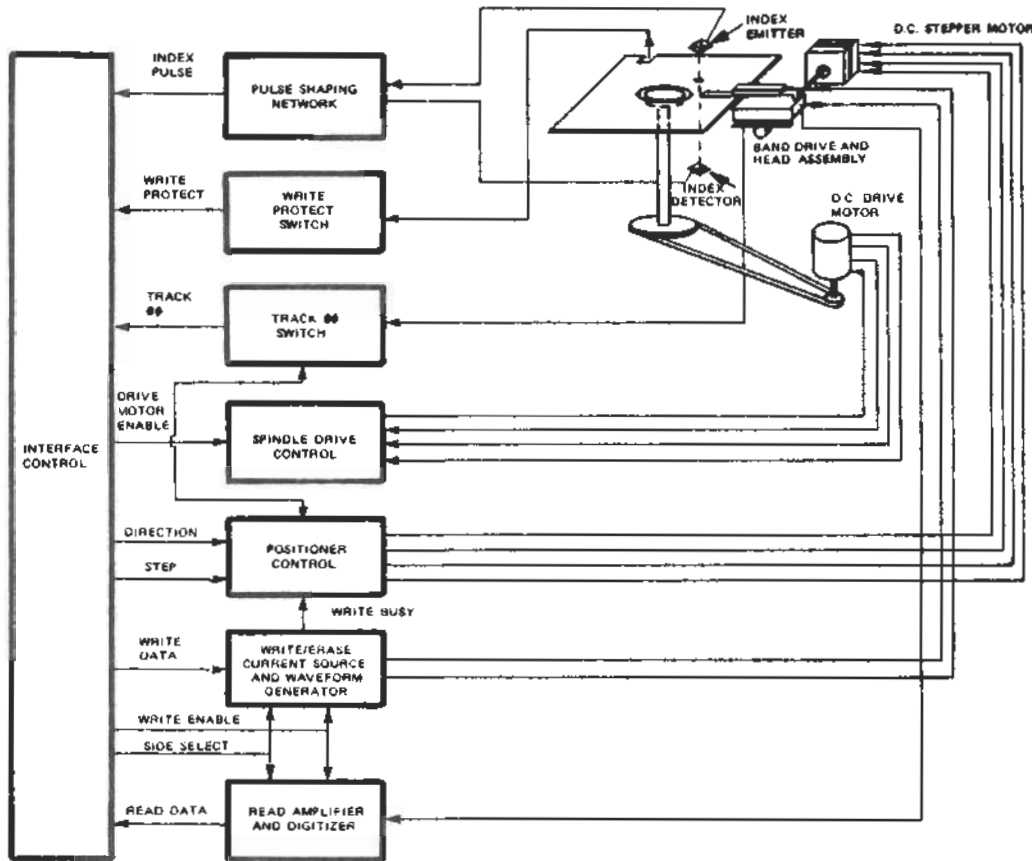 INDEX
EMITTER
D.C. STEPPER MOTOR
INDEX
PULSE
PULSE SHAPING
NETWORK
BAND DRIVE AND
HEAD ASSEMBLY
WRITE
PROTECT
WRITE
PROTECT
SWITCH
INDEX
DETECTOR
D.C. DRIVE
MOTOR
TRACK
00
TRACK 00
SWITCH
DRIVE
MOTOR
ENABLE
SPINDLE DRIVE
CONTROL
INTERFACE
CONTROL
DIRECTION
STEP
POSITIONER
CONTROL
WRITE BUSY
WRITE
DATA
WRITE/ERASE
CURRENT SOURCE
AND WAVEFORM
GENERATOR
WRITE ENABLE
SIDE SELECT
READ DATA
READ AMPLIFIER
AND DIGITIZER